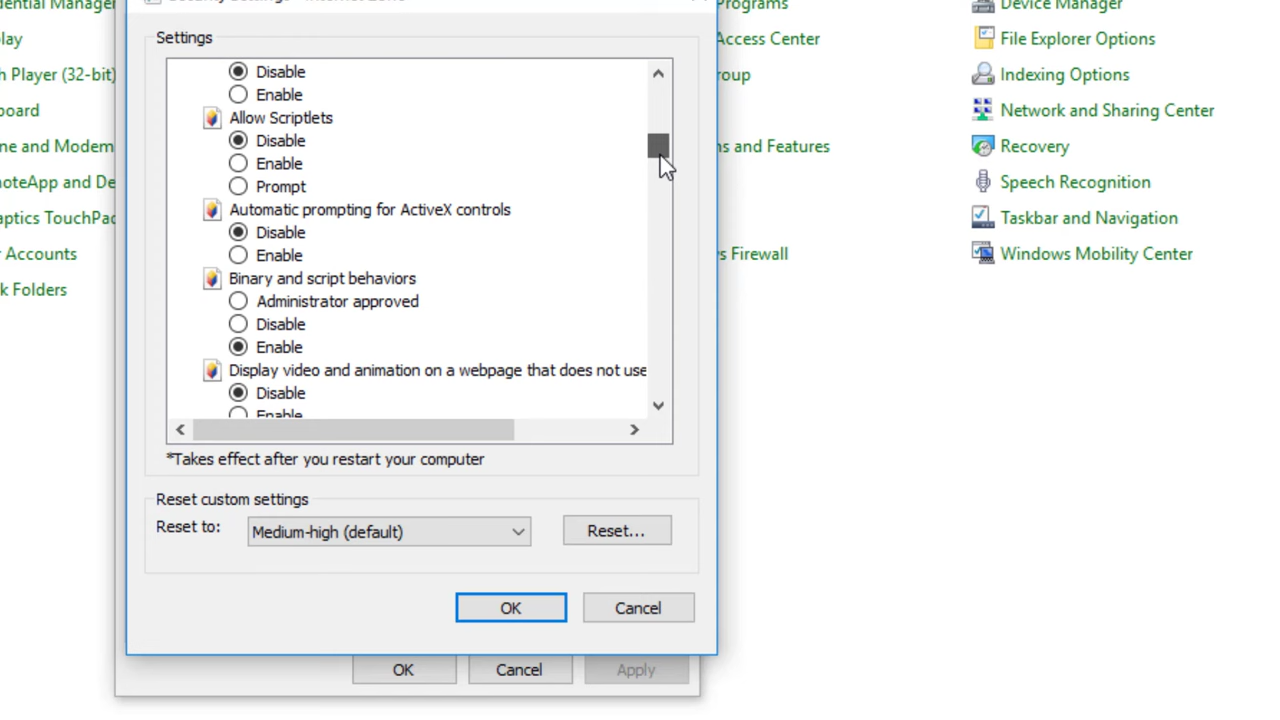 Programs
Device Manager
Settings
lay
Access Center
File Explorer Options
Disable
h Player (32-bit)
roup
Indexing Options
Enable
oard
Allow Scriptlets
Network and Sharing Center
Disable
ne and Modem
ns and Features
Recovery
Enable
moteApp and De
Prompt
Speech Recognition
Automatic prompting for ActiveX controls
aptics TouchPad
Taskbar and Navigation
Disable
r Accounts
Enable
s Firewall
Windows Mobility Center
Binary and script behaviors
k Folders
Administrator approved
Disable
Enable
Display video and animation on a webpage that does not use
Disable
Enable
*Takes effect after you restart your computer
Reset custom settings
Reset to:
Medium-high (default)
Reset...
OK
Cancel
OK
Cancel
Apply